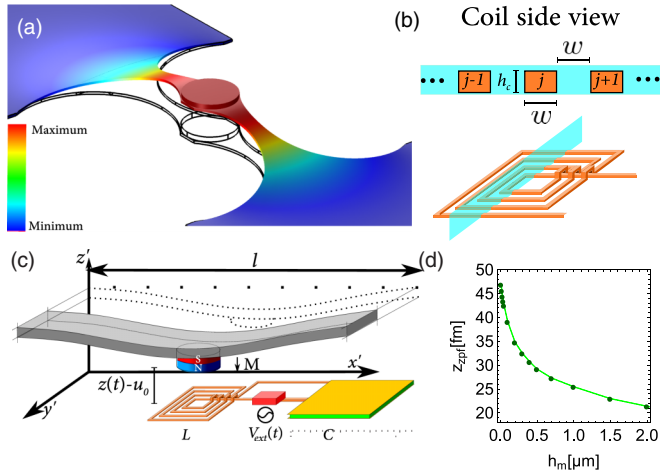 (a)
Maximum
Minimum
(b)
Coil side view
w
j-1
h_c
j
j+1
w
(c)
z'
l
S
N
M
x'
z(t)-u_0
y'
L
V_ext(t)
C
(d)
z_zpf[fm]
50
45
40
35
30
25
20
0.0
0.5
1.0
1.5
2.0
h_m[μm]